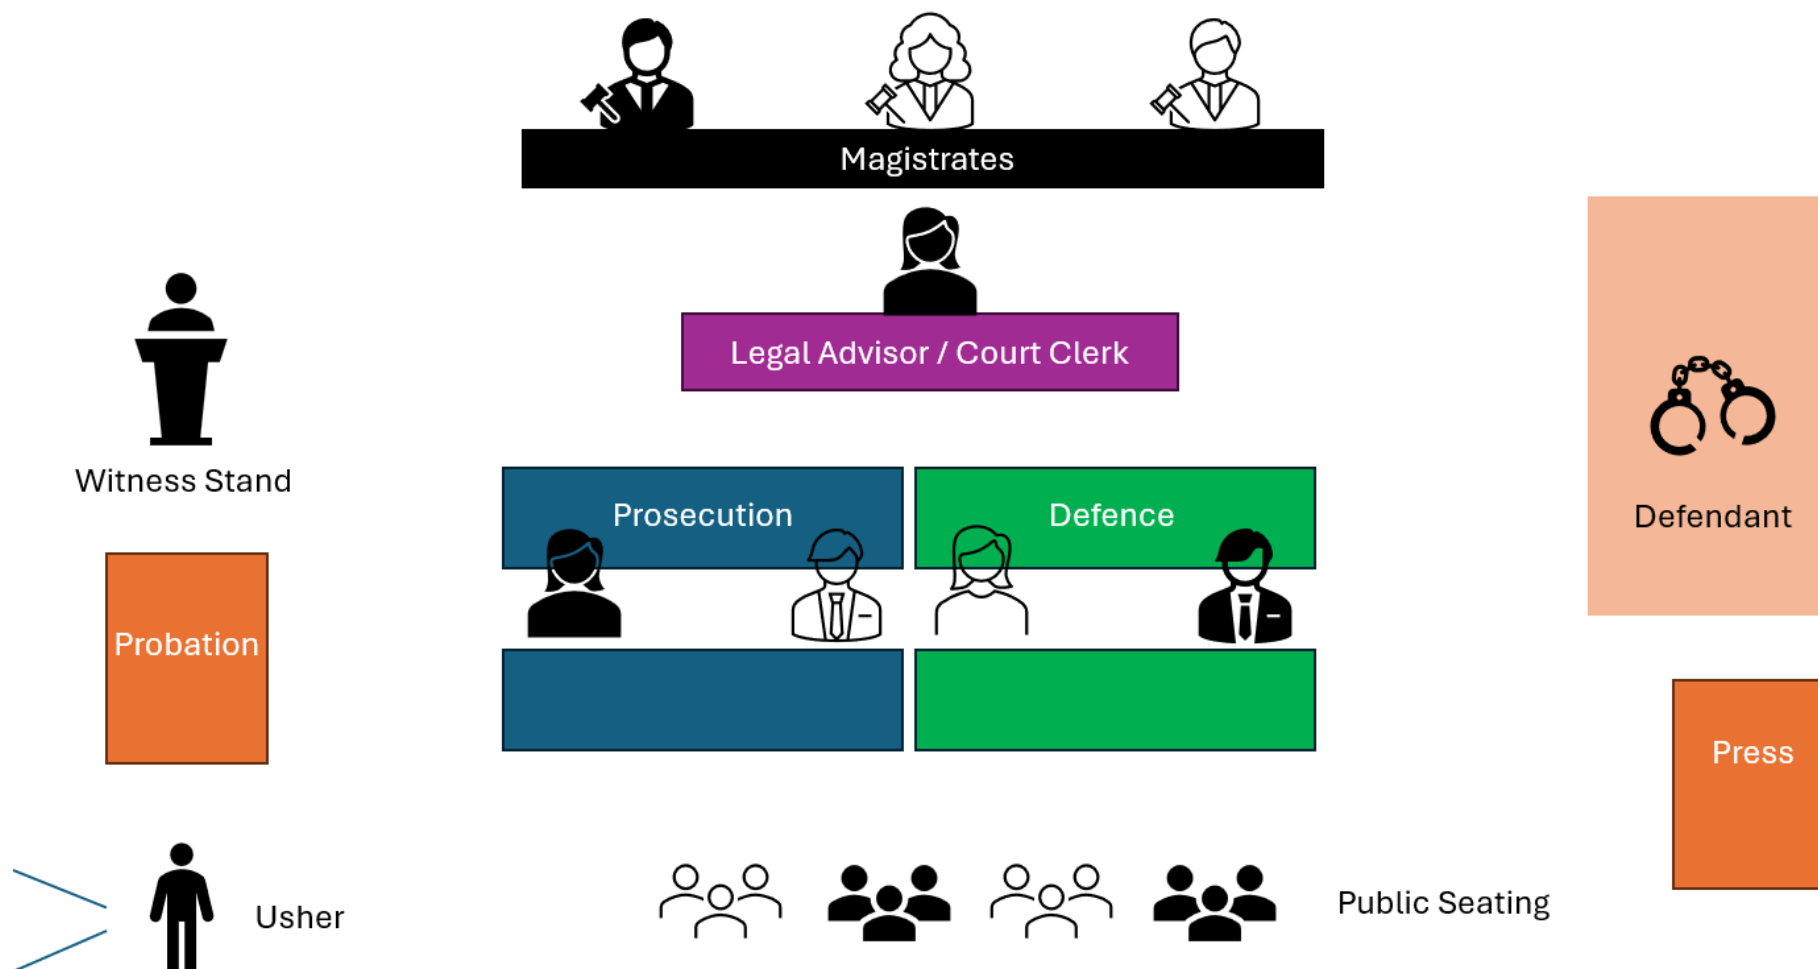 Magistrates
Legal Advisor / Court Clerk
Witness Stand
Prosecution
Defence
Defendant
Probation
Press
Usher
Public Seating